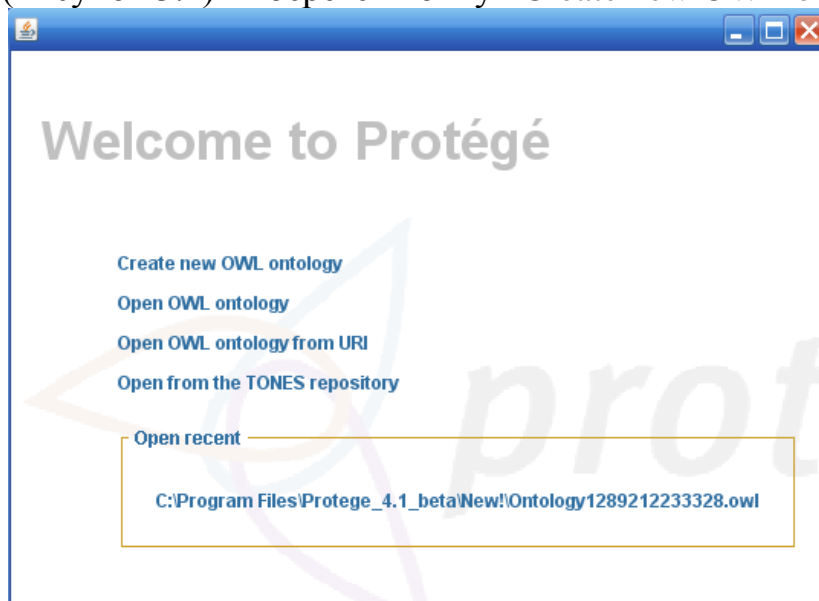 Welcome to Protégé
Create new OWL ontology
Open OWL ontology
Open OWL ontology from URI
Open from the TONES repository
prot
Open recent
C:\Program Files\Protege_4.1_beta\New!\Ontology1289212233328.owl